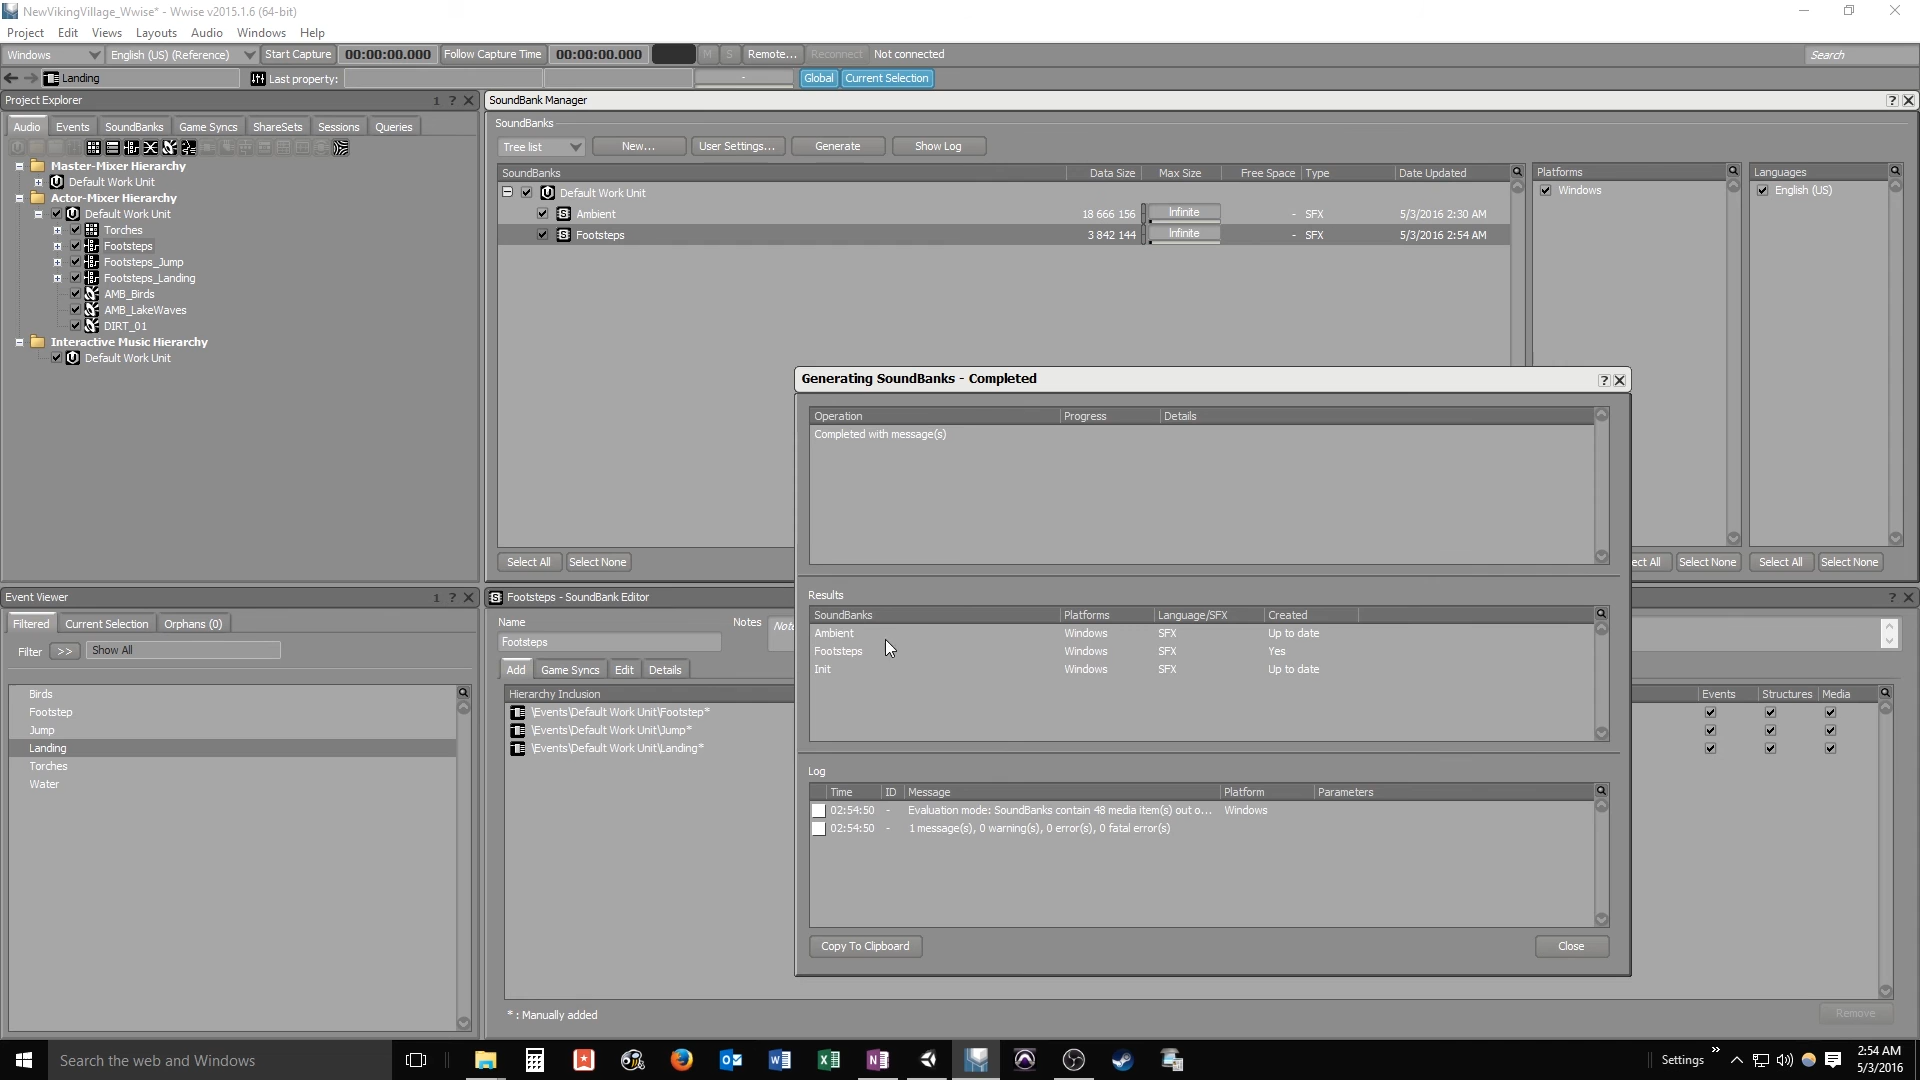 NewVikingVillage_Wwise* - Wwise v2015.1.6 (64-bit)
Project Edit Views Layouts Audio Windows Help
Windows English (US) (Reference) Start Capture 00:00:00.000 Follow Capture Time 00:00:00.000 M S Remote... Reconnect Not connected Search
Landing Last property: - Global Current Selection
Project Explorer 1 ?
Audio Events SoundBanks Game Syncs ShareSets Sessions Queries
Master-Mixer Hierarchy
Default Work Unit
Actor-Mixer Hierarchy
Default Work Unit
Torches
Footsteps
Footsteps_Jump
Footsteps_Landing
AMB_Birds
AMB_LakeWaves
DIRT_01
Interactive Music Hierarchy
Default Work Unit
SoundBank Manager ?
SoundBanks
Tree list New... User Settings... Generate Show Log
SoundBanks Data Size Max Size Free Space Type Date Updated
Default Work Unit
Ambient 18 666 156 Infinite - SFX 5/3/2016 2:30 AM
Footsteps 3 842 144 Infinite - SFX 5/3/2016 2:54 AM
Select All Select None
Platforms
Windows
ect All Select None
Languages
English (US)
Select All Select None
Generating SoundBanks - Completed ?
Operation Progress Details
Completed with message(s)
Results
SoundBanks Platforms Language/SFX Created
Ambient Windows SFX Up to date
Footsteps Windows SFX Yes
Init Windows SFX Up to date
Log
Time ID Message Platform Parameters
02:54:50 - Evaluation mode: SoundBanks contain 48 media item(s) out o... Windows
02:54:50 - 1 message(s), 0 warning(s), 0 error(s), 0 fatal error(s)
Copy To Clipboard Close
Event Viewer 1 ?
Filtered Current Selection Orphans (0)
Filter >> Show All
Birds
Footstep
Jump
Landing
Torches
Water
Footsteps - SoundBank Editor ?
Name Notes Note
Footsteps
Add Game Syncs Edit Details
Hierarchy Inclusion Events Structures Media
\Events\Default Work Unit\Footstep*
\Events\Default Work Unit\Jump*
\Events\Default Work Unit\Landing*
* : Manually added Remove
Search the web and Windows
Settings »
2:54 AM
5/3/2016